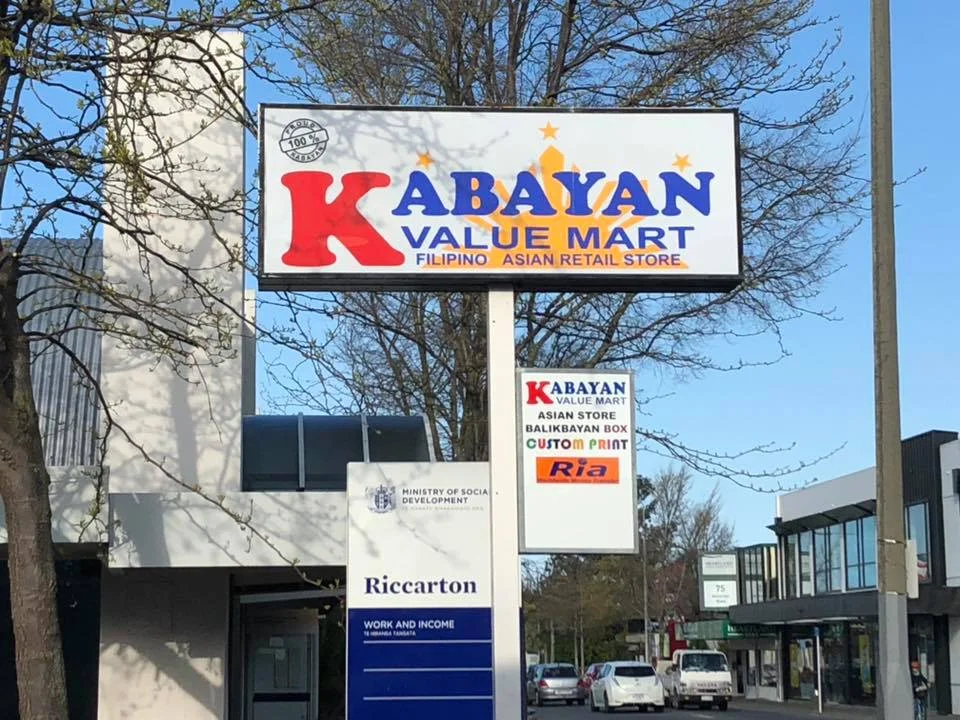 PROUD
100 %
KABAYAN
KABAYAN
VALUE MART
FILIPINO ASIAN RETAIL STORE
KABAYAN
VALUE MART
ASIAN STORE
BALIKBAYAN BOX
CUSTOM PRINT
Ria
MINISTRY OF SOCIA
DEVELOPMENT
Riccarton
WORK AND INCOME
TE HIRANGA TANGATA
75